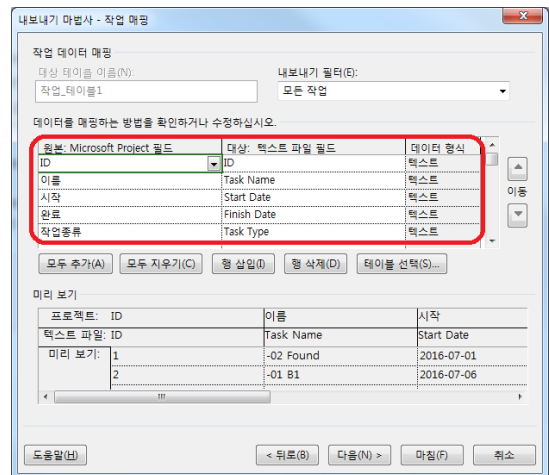 내보내기 마법사 - 작업 매핑
작업 데이터 매핑
대상 테이블 이름(N):
내보내기 필터(E):
작업_테이블1
모든 작업
데이터를 매핑하는 방법을 확인하거나 수정하십시오.
원본: Microsoft Project 필드 대상: 텍스트 파일 필드 데이터 형식
ID ID 텍스트
이름 Task Name 텍스트
시작 Start Date 텍스트
완료 Finish Date 텍스트
작업종류 Task Type 텍스트
이동
모두 추가(A) 모두 지우기(C) 행 삽입(I) 행 삭제(D) 테이블 선택(S)...
미리 보기
프로젝트: ID 이름 시작
텍스트 파일: ID Task Name Start Date
미리 보기: 1 -02 Found 2016-07-01
2 -01 B1 2016-07-06
도움말(H) < 뒤로(B) 다음(N) > 마침(F) 취소